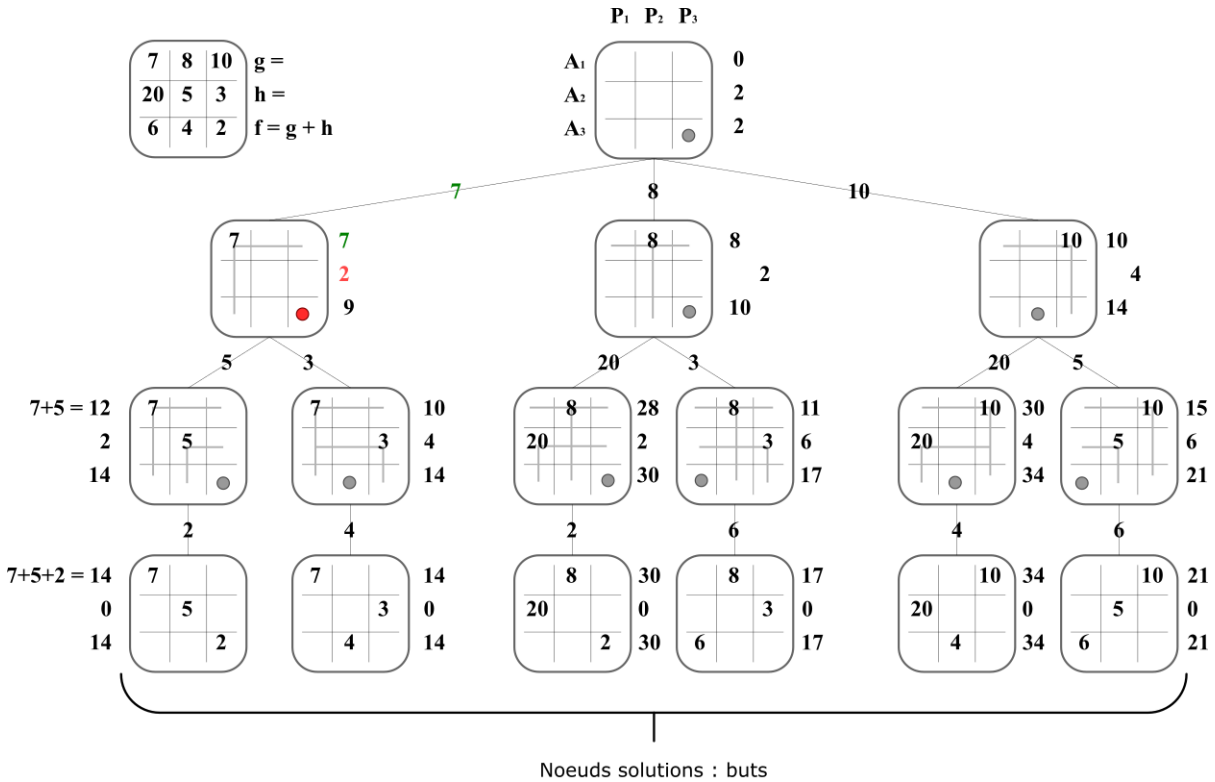 P₁ P₂ P₃
7 8 10 g =
20 5 3 h =
6 4 2 f = g + h
A₁ 0
A₂ 2
A₃ 2
7 8 10
7 7 8 8 10 10
2 2 4
9 10 14
5 3 20 3 20 5
7+5 = 12 7 7 10 8 28 8 11 10 30 10 15
2 5 3 4 20 2 3 6 20 4 5 6
14 14 30 17 34 21
2 4 2 6 4 6
7+5+2 = 14 7 7 14 8 30 8 17 10 34 10 21
0 5 3 0 20 0 3 0 20 0 5 0
14 2 4 14 2 30 6 17 4 34 6 21
Noeuds solutions : buts